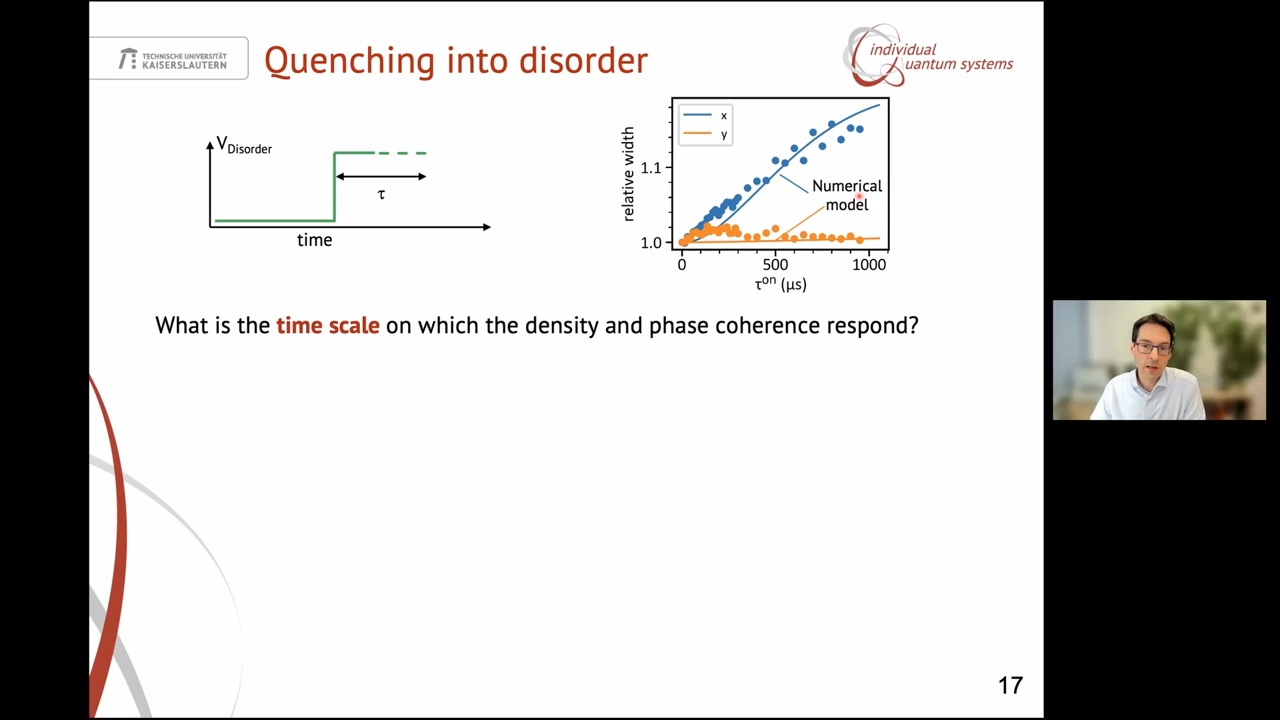 TECHNISCHE UNIVERSITÄT
KAISERSLAUTERN
Quenching into disorder
individual
uantum systems
VDisorder
τ
time
relative width
x
y
1.1
1.0
Numerical
model
0
500
1000
τon (μs)
What is the time scale on which the density and phase coherence respond?
17